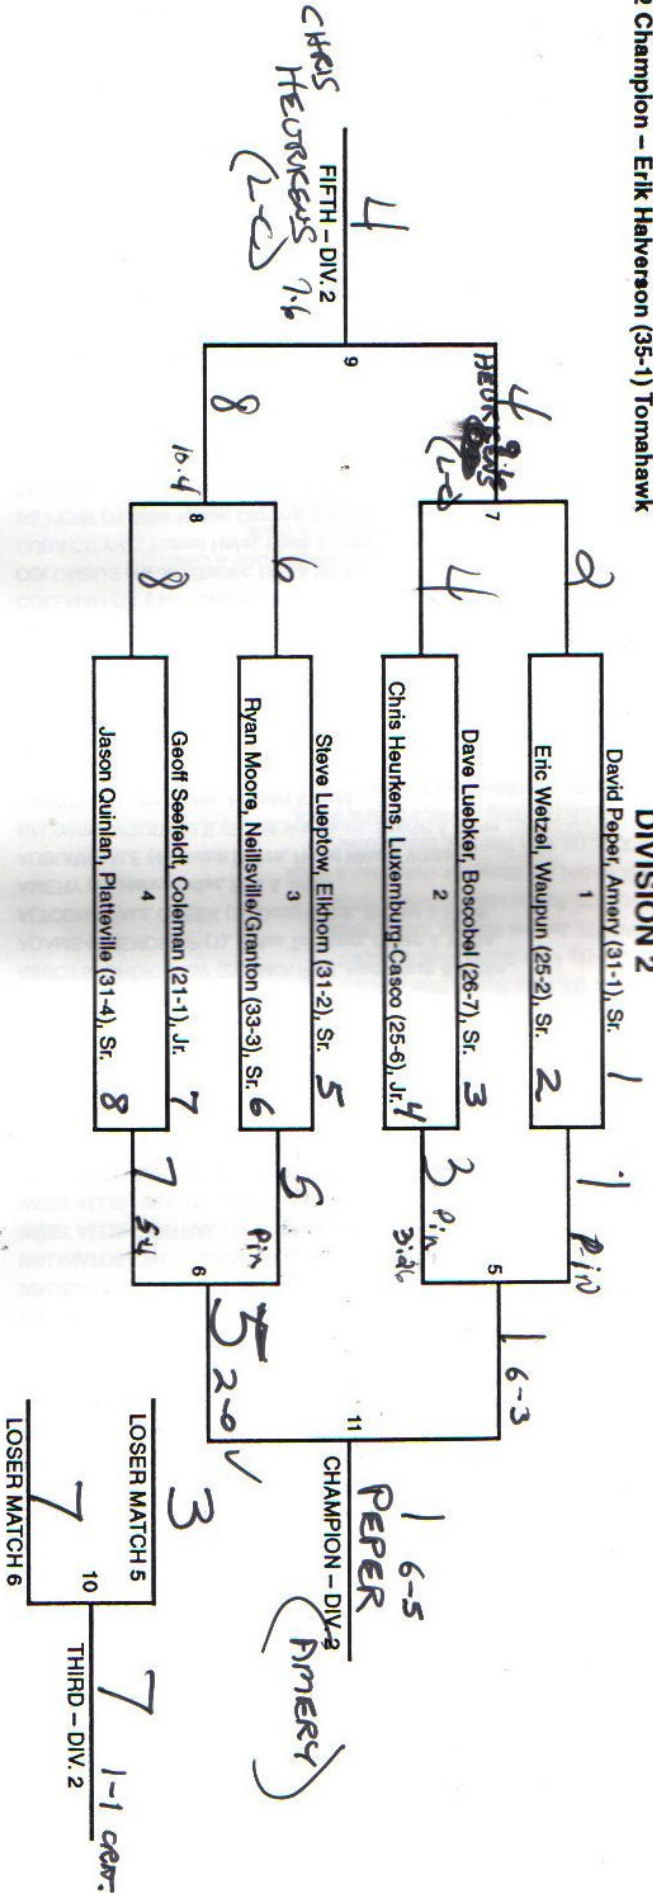 2 Champion – Erik Halverson (35-1) Tomahawk
DIVISION 2
David Peper, Amery (31-1), Sr. 1
1
Eric Wetzel, Waupun (25-2), Sr. 2
Dave Luebker, Boscobel (26-7), Sr. 3
2
Chris Heurkens, Luxemburg-Casco (25-6), Jr. 4
Steve Lueptow, Elkhorn (31-2), Sr. 5
3
Ryan Moore, Neillsville/Granton (33-3), Sr. 6
Geoff Seefeldt, Coleman (21-1), Jr. 7
4
Jason Quinlan, Platteville (31-4), Sr. 8
2
4
7
4
HEURKENS
(L-C)
6
8
8
10-4
8
9
4
FIFTH – DIV. 2
CHRIS
HEURKENS 7-6
(L-C)
1 PIN
3 Pin
3:26
5
1 6-3
5 Pin
7 5-4
6
5 2-0
11
1 6-5
PEPER
CHAMPION – DIV. 2
(AMERY)
3
LOSER MATCH 5
10
7
LOSER MATCH 6
7 1-1 crit.
THIRD – DIV. 2